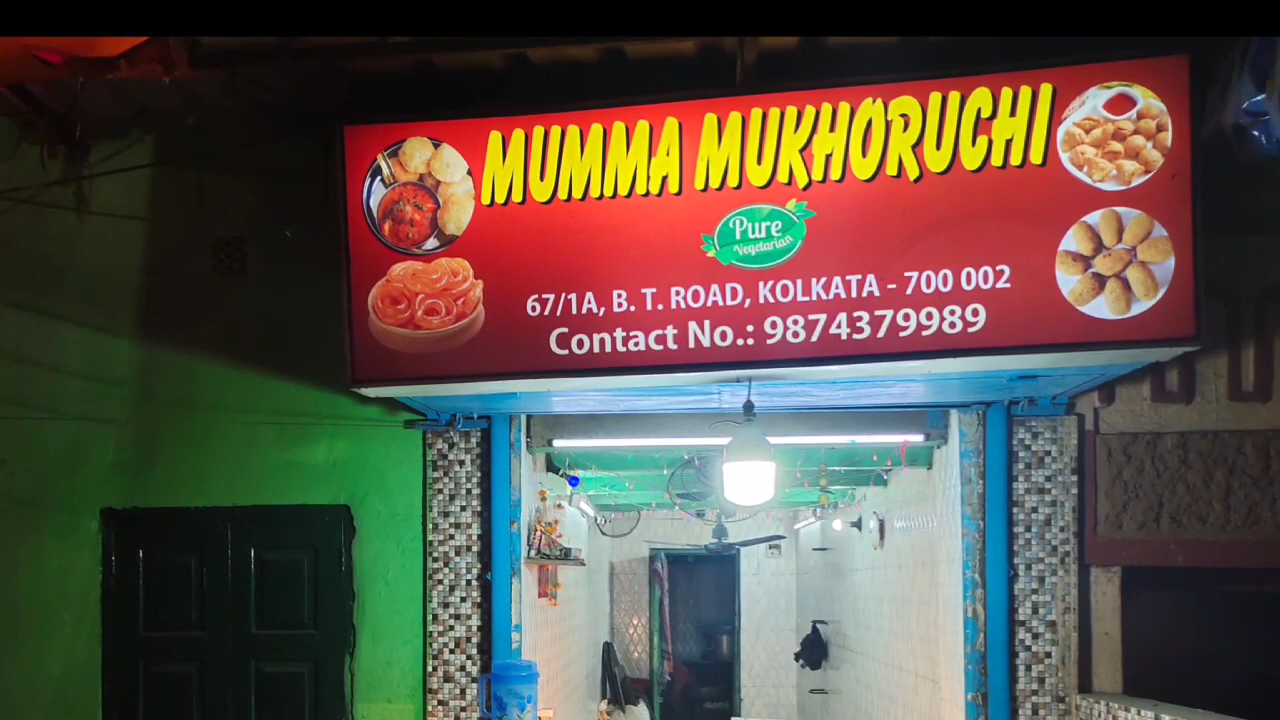 MUMMA MUKHORUCHI
Pure
Vegetarian
67/1A, B. T. ROAD, KOLKATA - 700 002
Contact No.: 9874379989